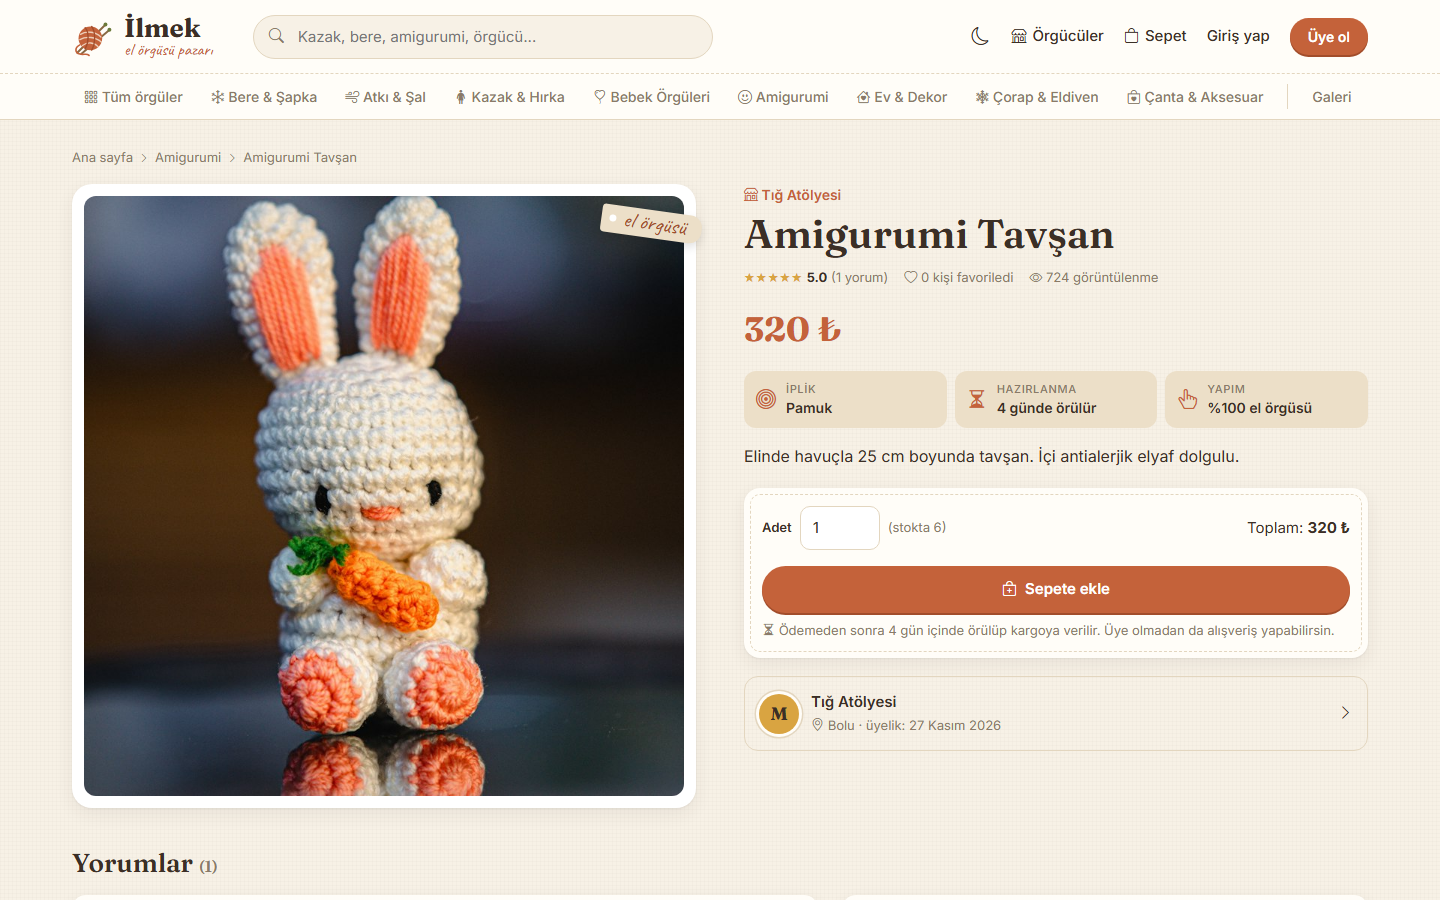 İlmek
el örgüsü pazarı
Kazak, bere, amigurumi, örgücü...
Örgücüler
Sepet
Giriş yap
Üye ol
Tüm örgüler
Bere & Şapka
Atkı & Şal
Kazak & Hırka
Bebek Örgüleri
Amigurumi
Ev & Dekor
Çorap & Eldiven
Çanta & Aksesuar
Galeri
Ana sayfa > Amigurumi > Amigurumi Tavşan
el örgüsü
Tığ Atölyesi
Amigurumi Tavşan
★★★★★ 5.0 (1 yorum)
0 kişi favoriledi
724 görüntülenme
320 ₺
İPLİK
Pamuk
HAZIRLANMA
4 günde örülür
YAPIM
%100 el örgüsü
Elinde havuçla 25 cm boyunda tavşan. İçi antialerjik elyaf dolgulu.
Adet
1
(stokta 6)
Toplam: 320 ₺
Sepete ekle
Ödemeden sonra 4 gün içinde örülüp kargoya verilir. Üye olmadan da alışveriş yapabilirsin.
M
Tığ Atölyesi
Bolu · üyelik: 27 Kasım 2026
Yorumlar (1)